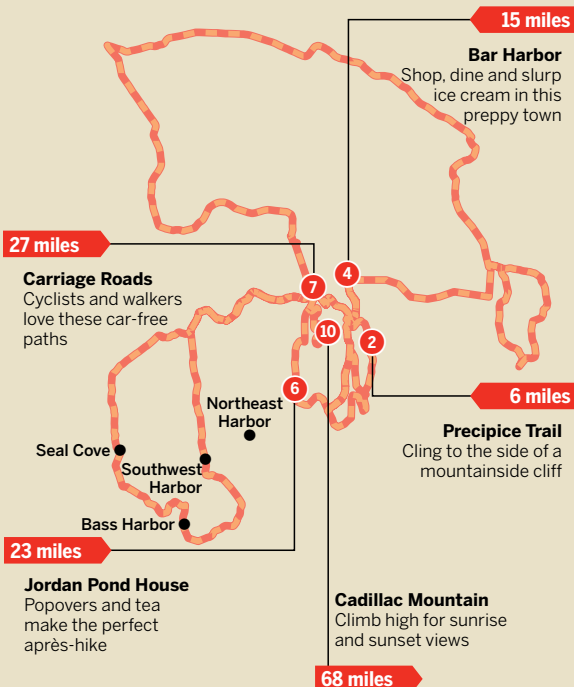 15 miles
Bar Harbor
Shop, dine and slurp
ice cream in this
preppy town
27 miles
Carriage Roads
Cyclists and walkers
love these car-free
paths
7
4
10
2
6
6 miles
Precipice Trail
Cling to the side of a
mountainside cliff
Northeast
Harbor
Seal Cove
Southwest
Harbor
Bass Harbor
23 miles
Jordan Pond House
Popovers and tea
make the perfect
après-hike
Cadillac Mountain
Climb high for sunrise
and sunset views
68 miles